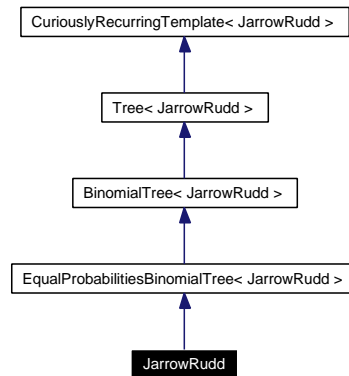 CuriouslyRecurringTemplate< JarrowRudd >
Tree< JarrowRudd >
BinomialTree< JarrowRudd >
EqualProbabilitiesBinomialTree< JarrowRudd >
JarrowRudd